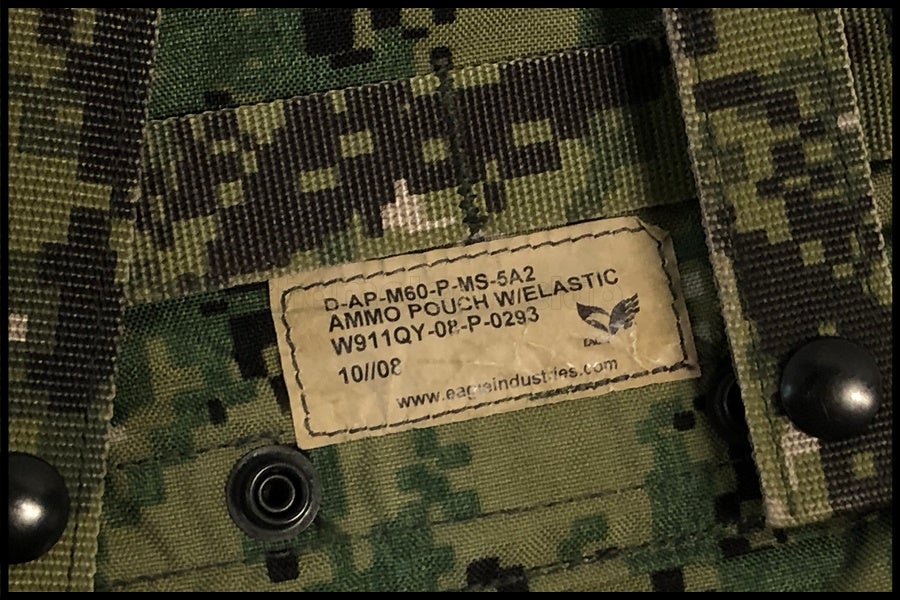 D-AP-M60-P-MS-5A2
AMMO POUCH W/ELASTIC
W911QY-08-P-0293
10//08
www.eagleindustries.com